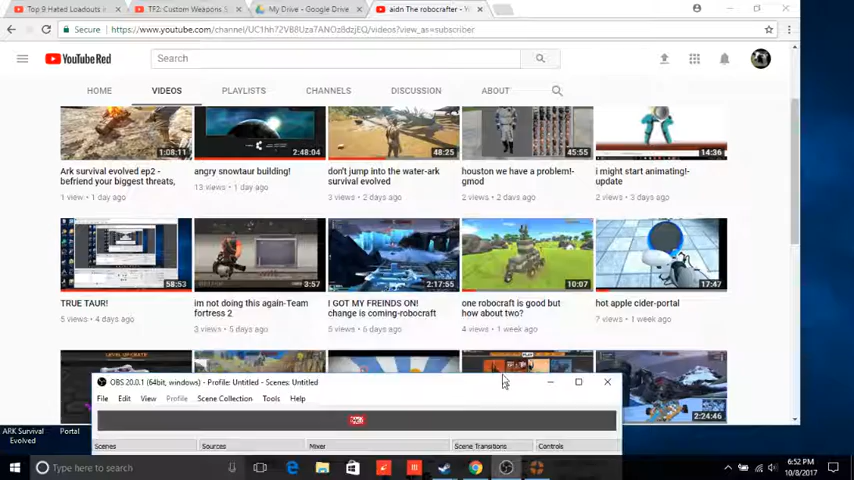 Top 9 Hated Loadouts in
TF2: Custom Weapons S
My Drive - Google Drive
aidn The robocrafter - Y
Secure
https://www.youtube.com/channel/UC1hh72VB8Uza7ANOz8dzjEQ/videos?view_as=subscriber
YouTube Red
Search
HOME
VIDEOS
PLAYLISTS
CHANNELS
DISCUSSION
ABOUT
1:08:11
2:48:04
48:25
45:55
14:36
Ark survival evolved ep2 -
befriend your biggest threats,
1 view • 1 day ago
angry snowtaur building!
13 views • 1 day ago
don't jump into the water-ark
survival evolved
3 views • 2 days ago
houston we have a problem!-
gmod
3 views • 2 days ago
i might start animating!-
update
2 views • 3 days ago
58:53
3:57
2:17:55
10:07
17:47
TRUE TAUR!
5 views • 4 days ago
im not doing this again-Team
fortress 2
3 views • 5 days ago
I GOT MY FREINDS ON!
change is coming-robocraft
5 views • 6 days ago
one robocraft is good but
how about two?
4 views • 1 week ago
hot apple cider-portal
7 views • 1 week ago
2:24:46
OBS 20.0.1 (64bit, windows) - Profile: Untitled - Scenes: Untitled
File Edit View Profile Scene Collection Tools Help
Scenes
Sources
Mixer
Scene Transitions
Controls
ARK Survival
Evolved
Portal
Type here to search
6:52 PM
10/8/2017